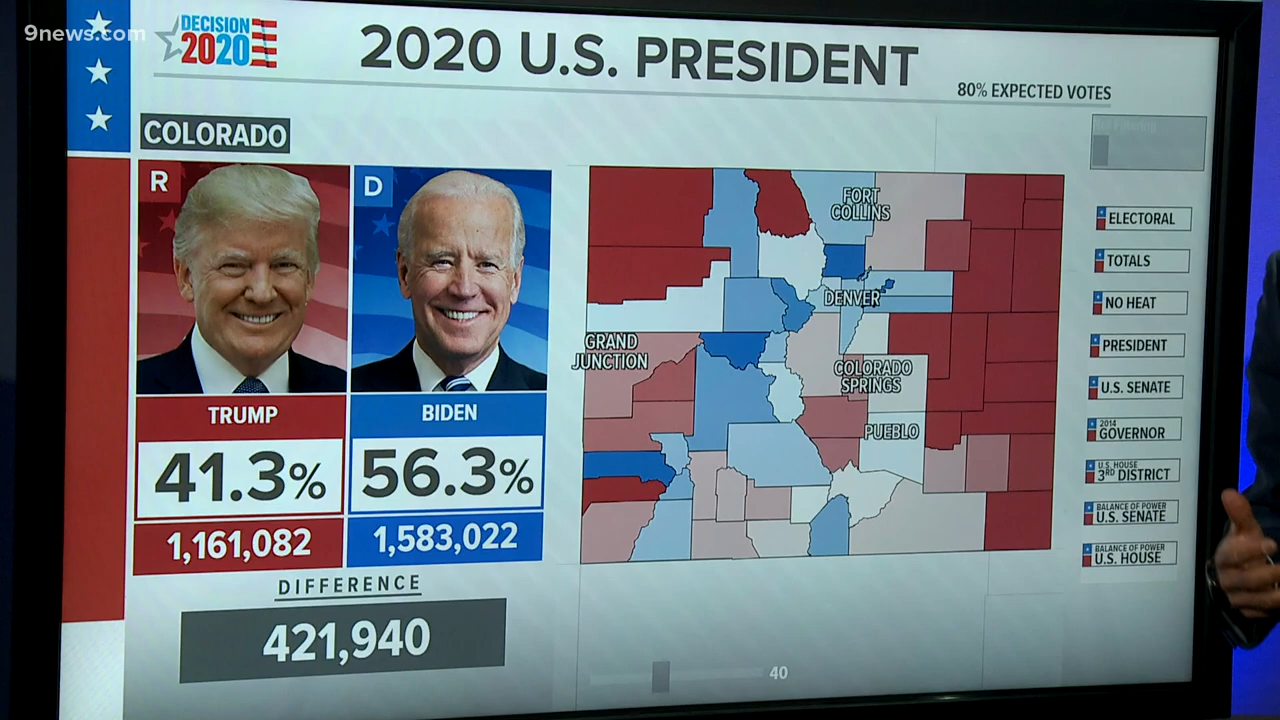 9news.com
DECISION
2020
2020 U.S. PRESIDENT
80% EXPECTED VOTES
COLORADO
R
D
TRUMP
BIDEN
41.3%
56.3%
1,161,082
1,583,022
DIFFERENCE
421,940
FORT
COLLINS
DENVER
GRAND
JUNCTION
COLORADO
SPRINGS
PUEBLO
40
ELECTORAL
TOTALS
NO HEAT
PRESIDENT
U.S. SENATE
2014
GOVERNOR
U.S. HOUSE
3RD DISTRICT
BALANCE OF POWER
U.S. SENATE
BALANCE OF POWER
U.S. HOUSE